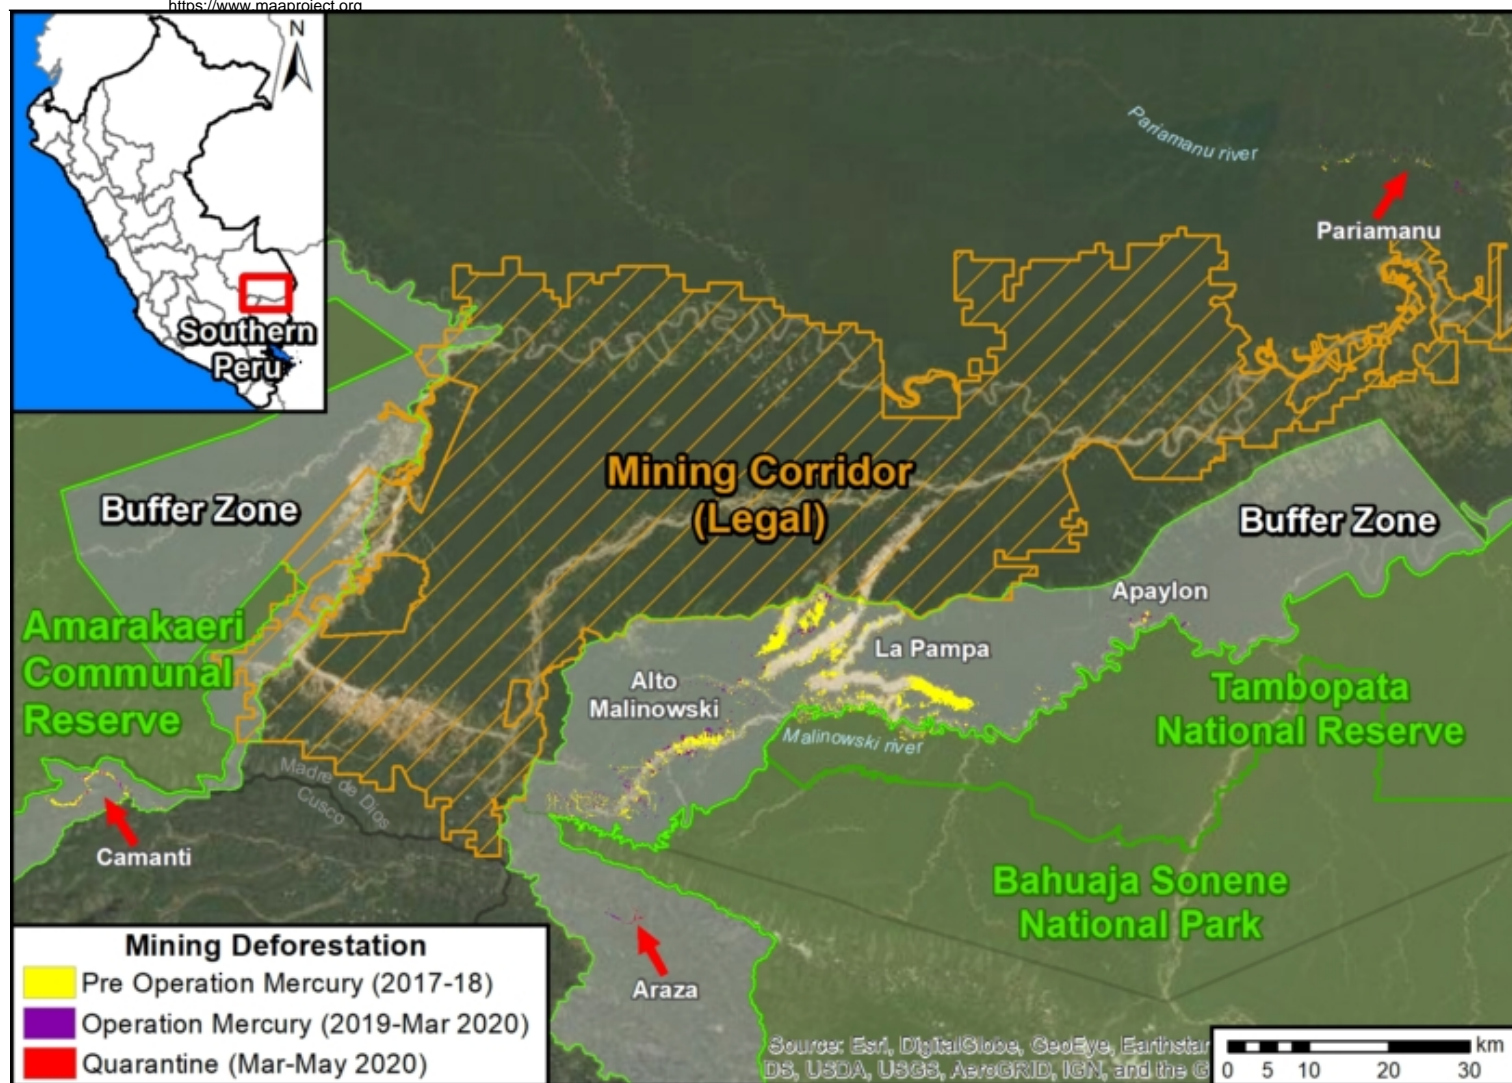 https://www.maaproject.org
N
Southern
Peru
Pariamanu river
Pariamanu
Mining Corridor
(Legal)
Buffer Zone
Buffer Zone
Apaylon
La Pampa
Amarakaeri
Communal
Reserve
Alto
Malinowski
Malinowski river
Tambopata
National Reserve
Madre de Dios
Cusco
Camanti
Bahuaja Sonene
National Park
Araza
Mining Deforestation
Pre Operation Mercury (2017-18)
Operation Mercury (2019-Mar 2020)
Quarantine (Mar-May 2020)
Source: Esri, DigitalGlobe, GeoEye, Earthstar
DS, USDA, USGS, AeroGRID, IGN, and the G
km
0 5 10 20 30